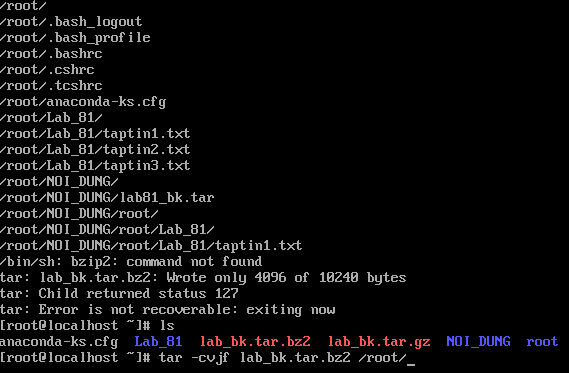 /root/
/root/.bash_logout
/root/.bash_profile
/root/.bashrc
/root/.cshrc
/root/.tcshrc
/root/anaconda-ks.cfg
/root/Lab_81/
/root/Lab_81/taptin1.txt
/root/Lab_81/taptin2.txt
/root/Lab_81/taptin3.txt
/root/NOI_DUNG/
/root/NOI_DUNG/lab81_bk.tar
/root/NOI_DUNG/root/
/root/NOI_DUNG/root/Lab_81/
/root/NOI_DUNG/root/Lab_81/taptin1.txt
/bin/sh: bzip2: command not found
tar: lab_bk.tar.bz2: Wrote only 4096 of 10240 bytes
tar: Child returned status 127
tar: Error is not recoverable: exiting now
[root@localhost ~]# ls
anaconda-ks.cfg  Lab_81  lab_bk.tar.bz2  lab_bk.tar.gz  NOI_DUNG  root
[root@localhost ~]# tar -cvjf lab_bk.tar.bz2 /root/_